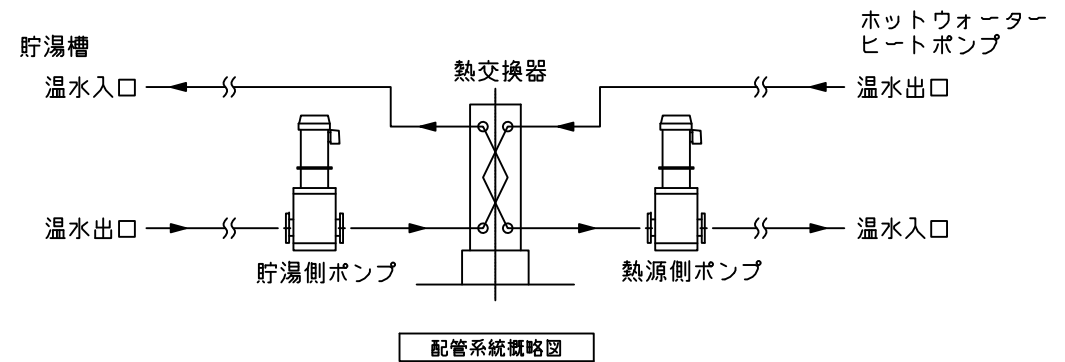 ホットウォーター
ヒートポンプ
貯湯槽
熱交換器
温水入口
温水出口
温水出口
温水入口
貯湯側ポンプ
熱源側ポンプ
配管系統概略図